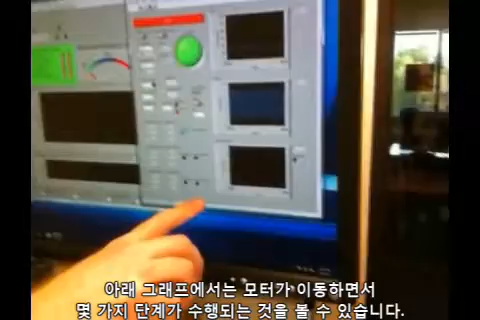 아래 그래프에서는 모터가 이동하면서
몇 가지 단계가 수행되는 것을 볼 수 있습니다.